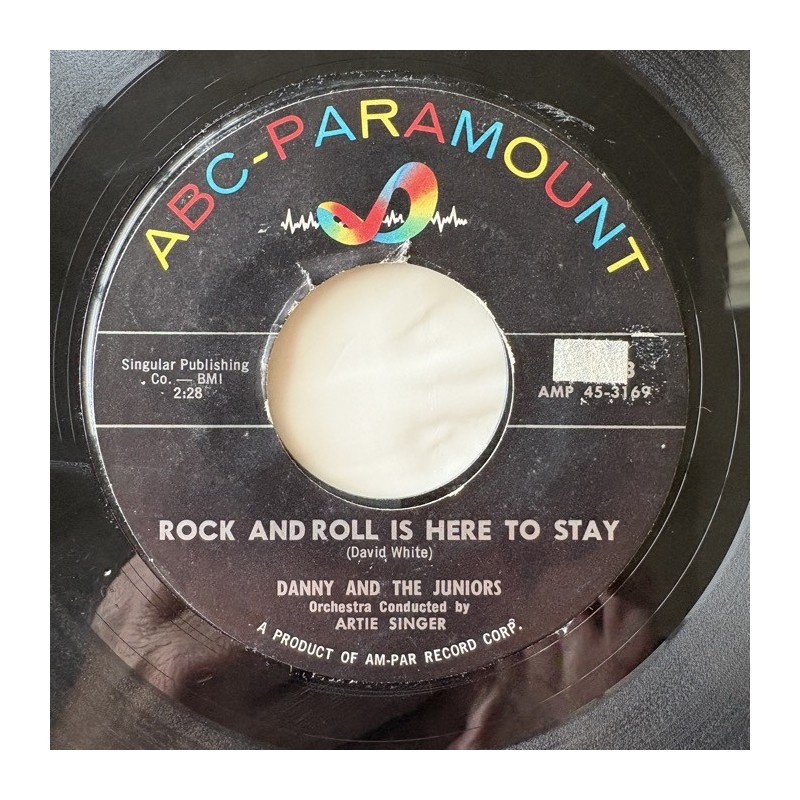 ABC-PARAMOUNT
Singular Publishing
Co. — BMI
2:28
8
AMP 45-3169
ROCK AND ROLL IS HERE TO STAY
(David White)
DANNY AND THE JUNIORS
Orchestra Conducted by
ARTIE SINGER
A PRODUCT OF AM-PAR RECORD CORP.